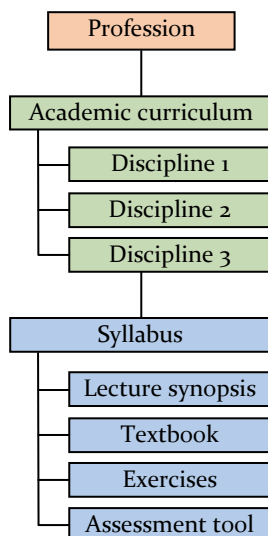 Profession
Academic curriculum
Discipline 1
Discipline 2
Discipline 3
Syllabus
Lecture synopsis
Textbook
Exercises
Assessment tool